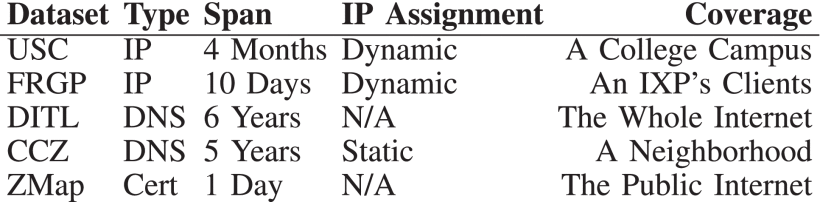 Dataset Type Span IP Assignment Coverage
USC IP 4 Months Dynamic A College Campus
FRGP IP 10 Days Dynamic An IXP's Clients
DITL DNS 6 Years N/A The Whole Internet
CCZ DNS 5 Years Static A Neighborhood
ZMap Cert 1 Day N/A The Public Internet